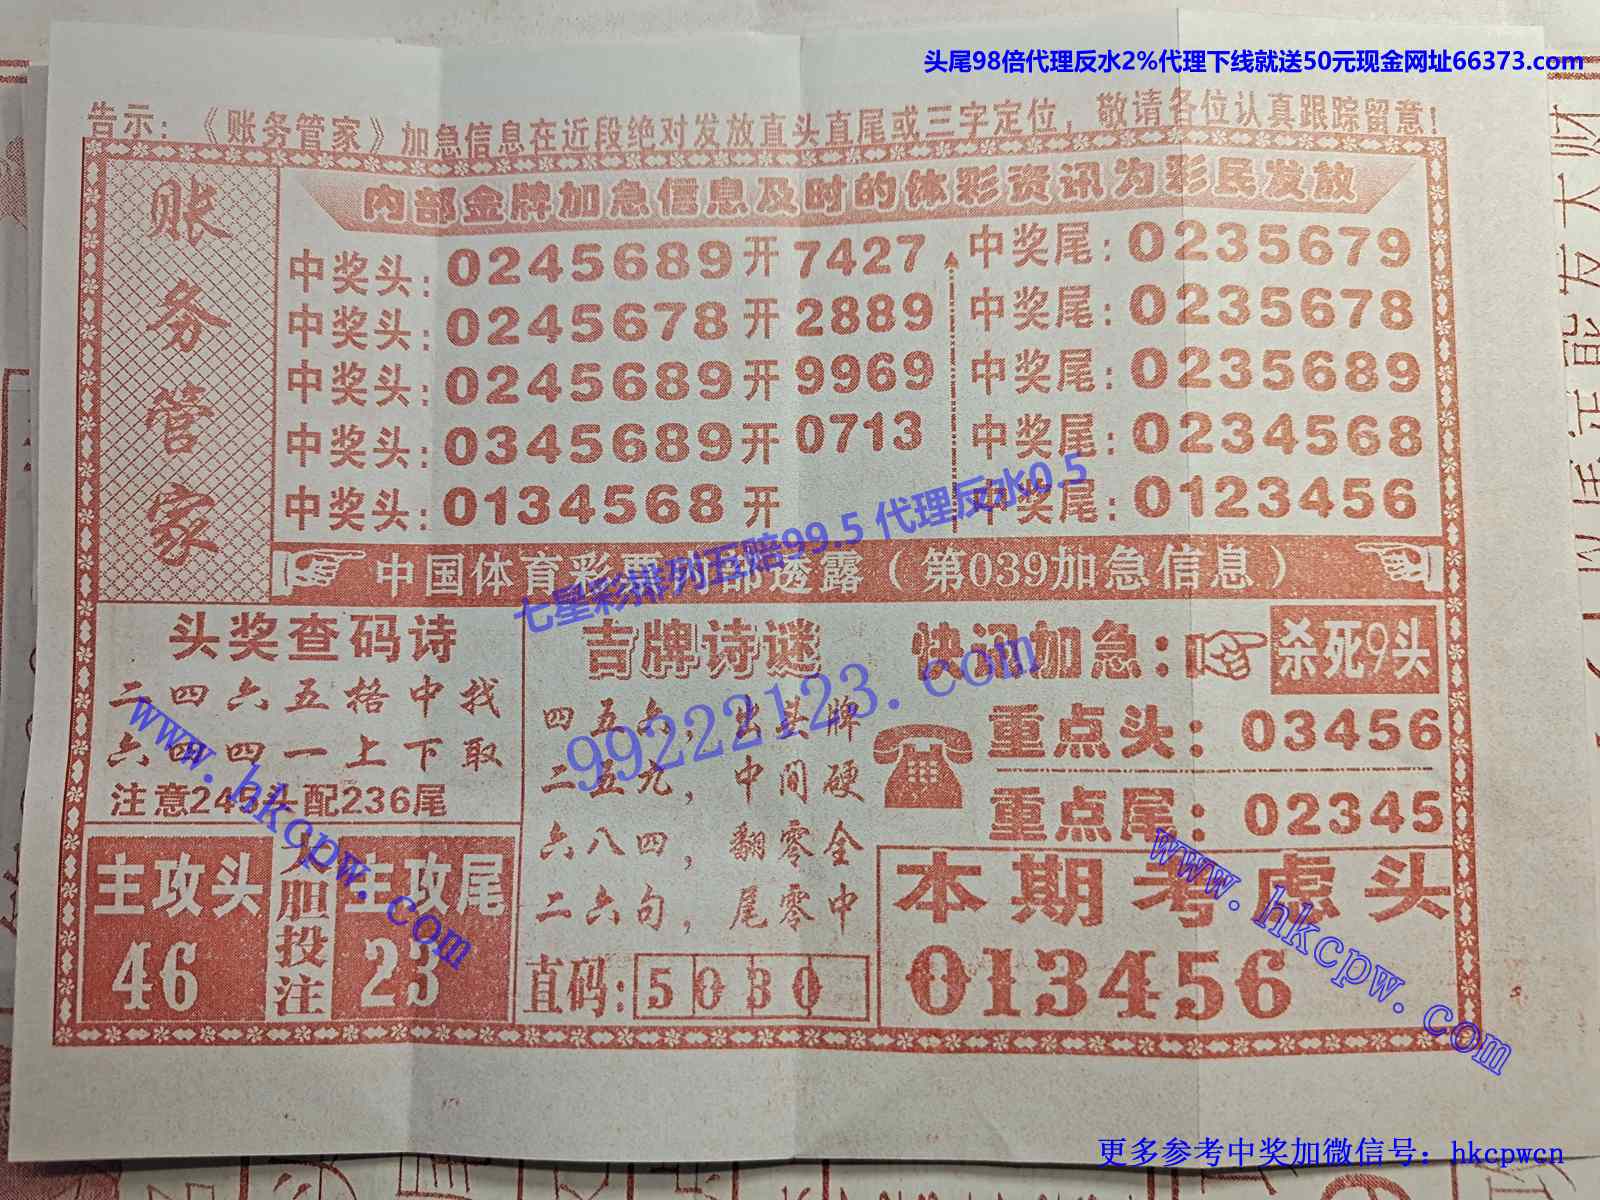 头尾98倍代理反水2%代理下线就送50元现金网址66373.com
告示：《账务管家》加急信息在近段绝对发放直头直尾或三字定位，敬请各位认真跟踪留意！
账务管家
内部金牌加急信息及时的体彩资讯为彩民发放
中奖头：0245689开7427 中奖尾：0235679
中奖头：0245678开2889 中奖尾：0235678
中奖头：0245689开9969 中奖尾：0235689
中奖头：0345689开0713 中奖尾：0234568
中奖头：0134568开 中奖尾：0123456
七星彩排列五赔99.5 代理反水0.5
中国体育彩票内部透露（第039加急信息）
头奖查码诗
二四六五格中找
六四四一上下取
注意245头配236尾
主攻头
46
大胆投注
主攻尾
23
吉牌诗谜
四五六，出头牌
二五九，中间硬
六八四，翻零全
二六句，尾零中
直码：5030
99222123.com
快讯加急：杀死9头
重点头：03456
重点尾：02345
本期考虑头
013456
www.hkcpw.com
www.hkcpw.com
更多参考中奖加微信号：hkcpwcn